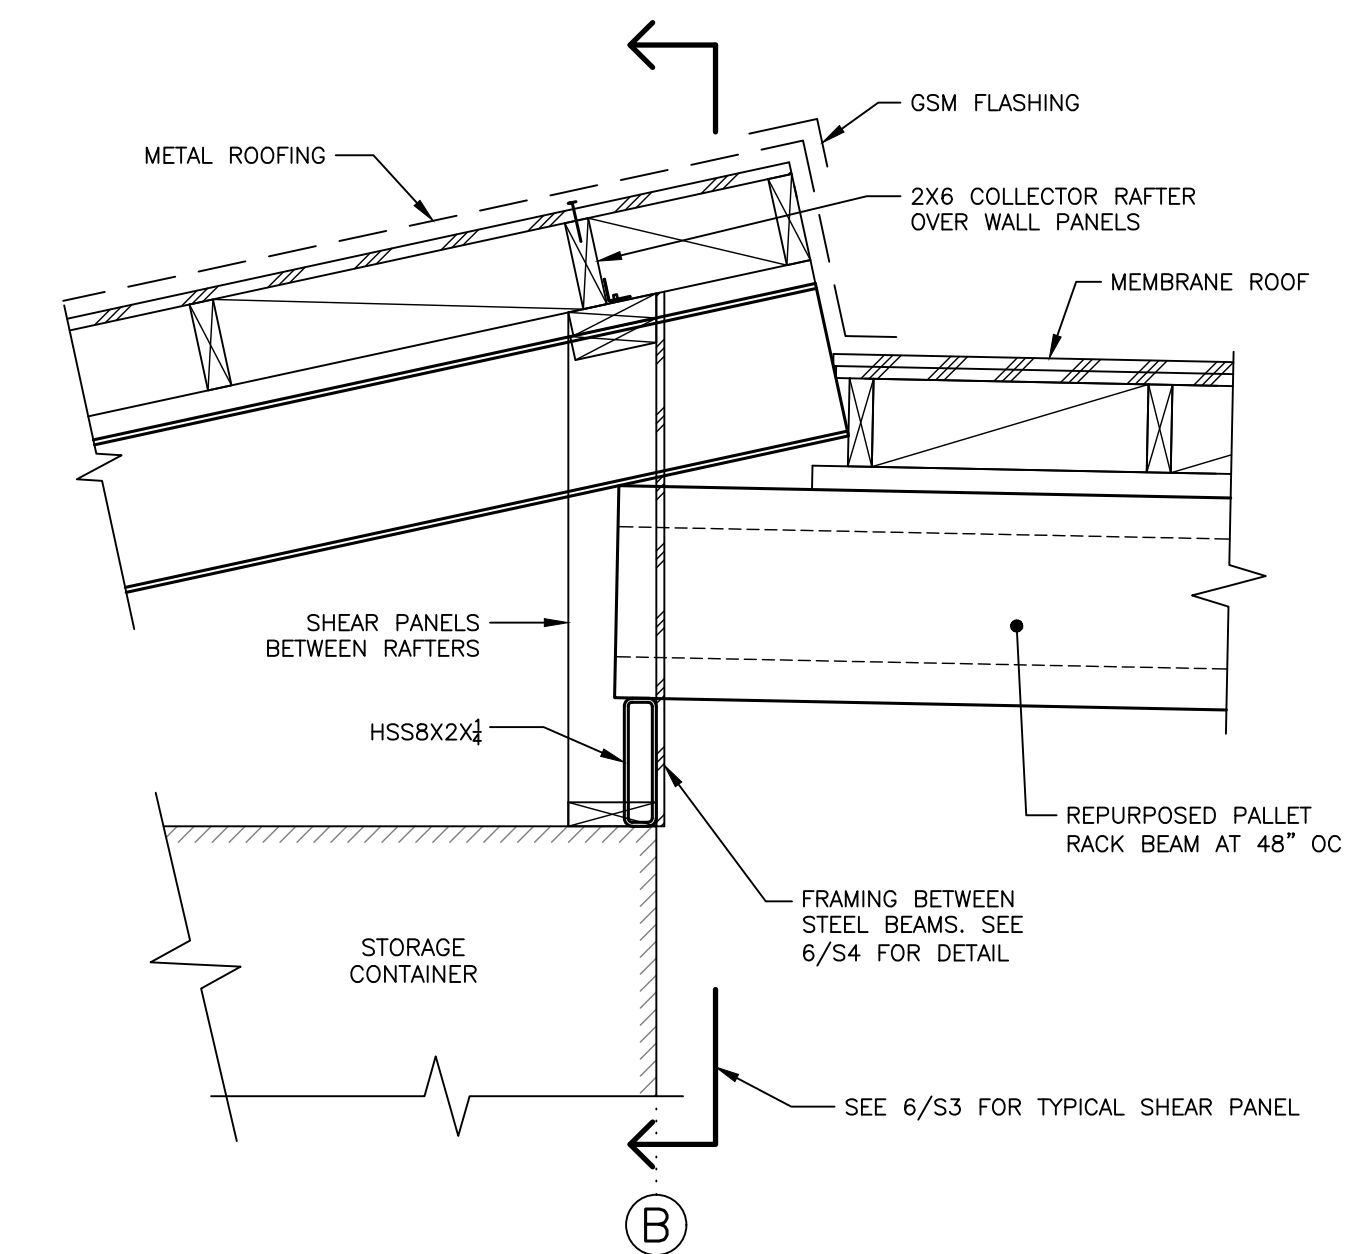 GSM FLASHING
METAL ROOFING
2X6 COLLECTOR RAFTER
OVER WALL PANELS
MEMBRANE ROOF
SHEAR PANELS
BETWEEN RAFTERS
HSS8X2X1/4
REPURPOSED PALLET
RACK BEAM AT 48” OC
FRAMING BETWEEN
STEEL BEAMS. SEE
6/S4 FOR DETAIL
STORAGE
CONTAINER
SEE 6/S3 FOR TYPICAL SHEAR PANEL
B